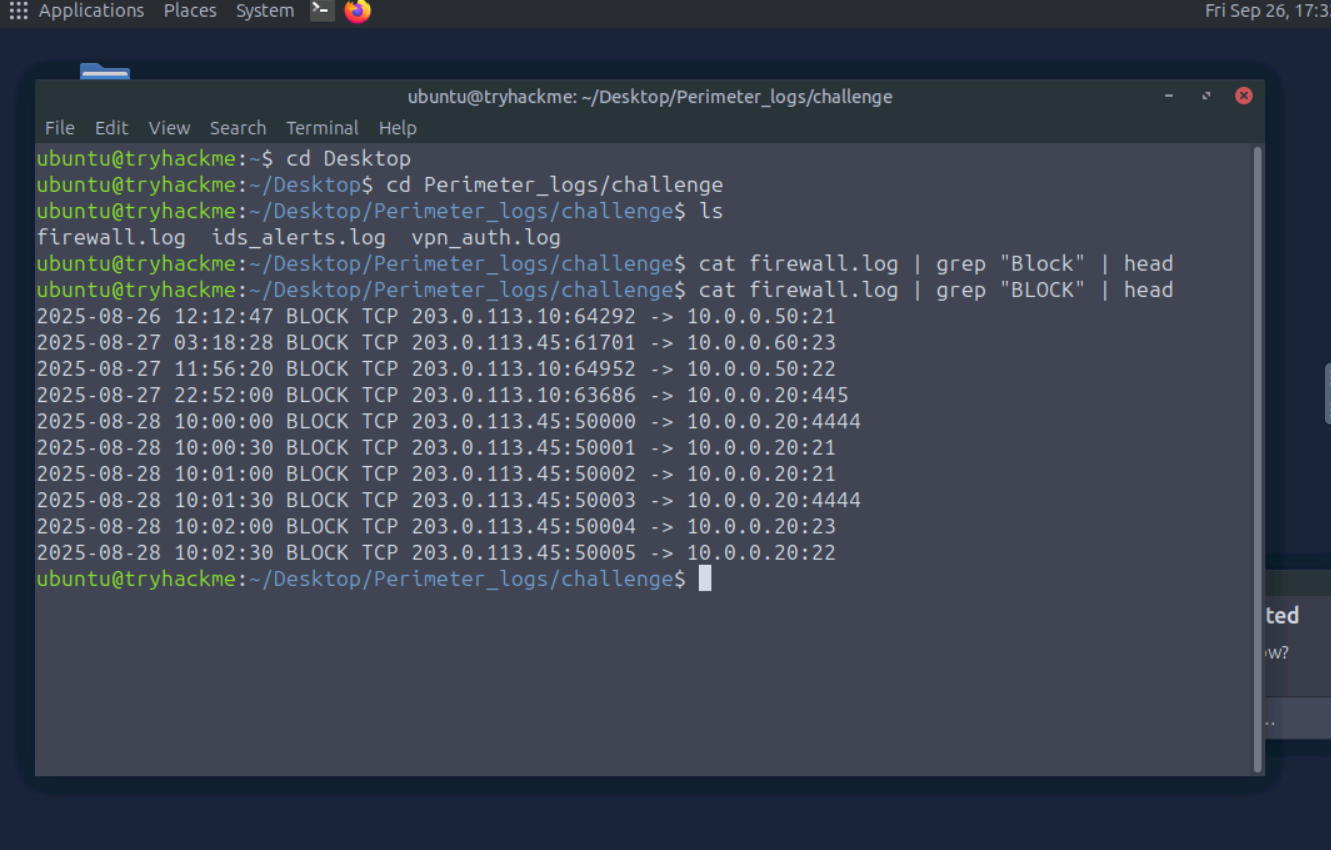 Applications Places System
Fri Sep 26, 17:3
ubuntu@tryhackme: ~/Desktop/Perimeter_logs/challenge
File Edit View Search Terminal Help
ubuntu@tryhackme:~$ cd Desktop
ubuntu@tryhackme:~/Desktop$ cd Perimeter_logs/challenge
ubuntu@tryhackme:~/Desktop/Perimeter_logs/challenge$ ls
firewall.log  ids_alerts.log  vpn_auth.log
ubuntu@tryhackme:~/Desktop/Perimeter_logs/challenge$ cat firewall.log | grep "Block" | head
ubuntu@tryhackme:~/Desktop/Perimeter_logs/challenge$ cat firewall.log | grep "BLOCK" | head
2025-08-26 12:12:47 BLOCK TCP 203.0.113.10:64292 -> 10.0.0.50:21
2025-08-27 03:18:28 BLOCK TCP 203.0.113.45:61701 -> 10.0.0.60:23
2025-08-27 11:56:20 BLOCK TCP 203.0.113.10:64952 -> 10.0.0.50:22
2025-08-27 22:52:00 BLOCK TCP 203.0.113.10:63686 -> 10.0.0.20:445
2025-08-28 10:00:00 BLOCK TCP 203.0.113.45:50000 -> 10.0.0.20:4444
2025-08-28 10:00:30 BLOCK TCP 203.0.113.45:50001 -> 10.0.0.20:21
2025-08-28 10:01:00 BLOCK TCP 203.0.113.45:50002 -> 10.0.0.20:21
2025-08-28 10:01:30 BLOCK TCP 203.0.113.45:50003 -> 10.0.0.20:4444
2025-08-28 10:02:00 BLOCK TCP 203.0.113.45:50004 -> 10.0.0.20:23
2025-08-28 10:02:30 BLOCK TCP 203.0.113.45:50005 -> 10.0.0.20:22
ubuntu@tryhackme:~/Desktop/Perimeter_logs/challenge$
ted
w?
..